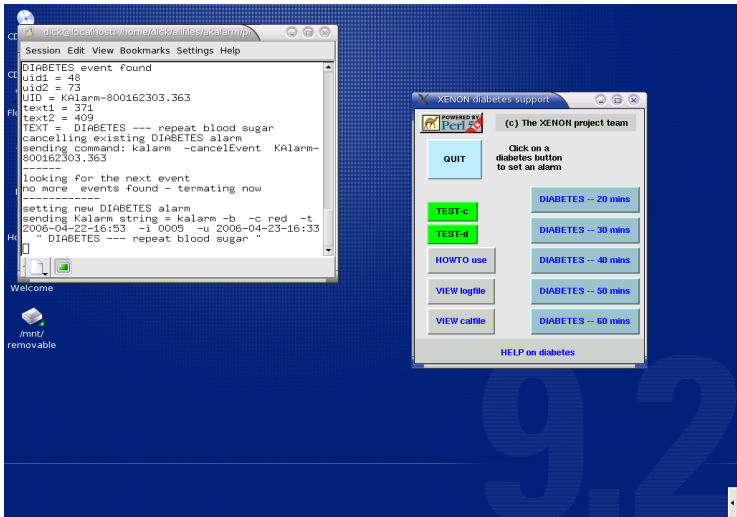 dick@localhost: /home/dick/allfiles/akalarm/pr
Session Edit View Bookmarks Settings Help
DIABETES event found
uid1 = 48
uid2 = 73
UID = KAlarm-800162303.363
text1 = 371
text2 = 409
TEXT =  DIABETES --- repeat blood sugar
cancelling existing DIABETES alarm
sending command: kalarm  -cancelEvent  KAlarm-
800162303.363
------
looking for the next event
no more  events found - termating now
------------
setting new DIABETES alarm
sending Kalarm string = kalarm -b  -c red  -t
2006-04-22-16:53  -i 0005  -u 2006-04-23-16:33
" DIABETES --- repeat blood sugar "
Welcome
/mnt/
removable
XENON diabetes support
POWERED BY
Perl 5
(c) The XENON project team
QUIT
Click on a
diabetes button
to set an alarm
TEST-c
TEST-d
HOWTO use
VIEW logfile
VIEW calfile
DIABETES -- 20 mins
DIABETES -- 30 mins
DIABETES -- 40 mins
DIABETES -- 50 mins
DIABETES -- 60 mins
HELP on diabetes
9.2